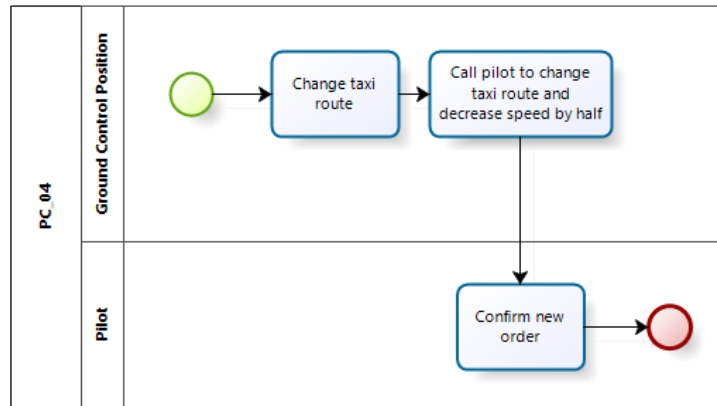 PC_04
Ground Control Position
Change taxi
route
Call pilot to change
taxi route and
decrease speed by half
Pilot
Confirm new
order